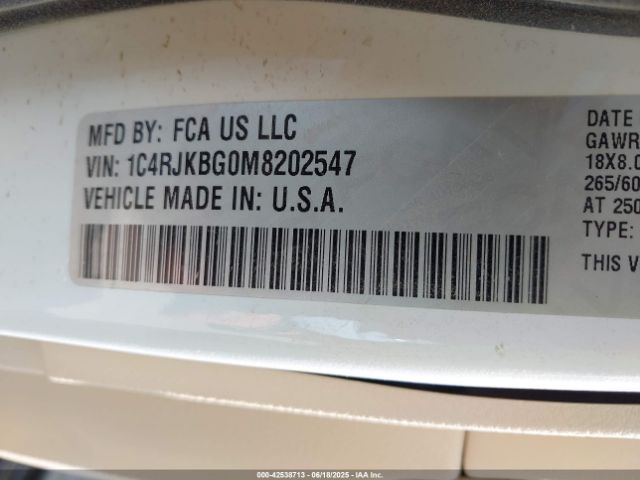 MFD BY: FCA US LLC
VIN: 1C4RJKBG0M8202547
VEHICLE MADE IN: U.S.A.
DATE
GAWR
18X8.0
265/60
AT 250
TYPE:
THIS V
000-42538713 - 06/18/2025 - IAA Inc.